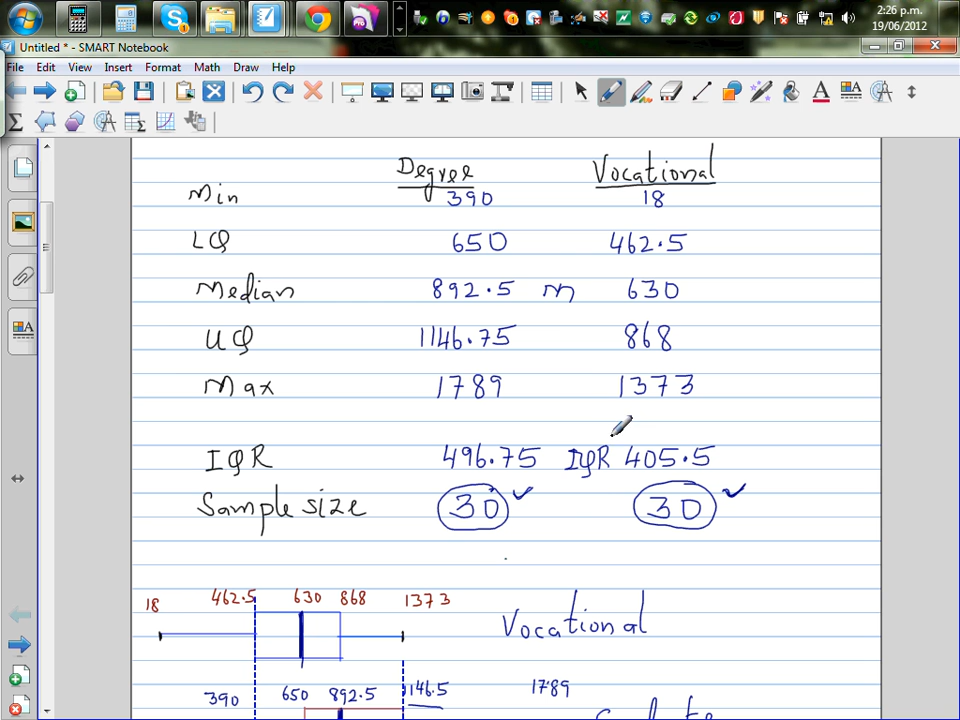 2:26 p.m.
19/06/2012
Untitled * - SMART Notebook
File Edit View Insert Format Math Draw Help
Degree Vocational
Min 390 18
LQ 650 462.5
Median 892.5 m 630
UQ 1146.75 868
Max 1789 1373
IQR 496.75 IQR 405.5
Sample size 30 30
18 462.5 630 868 1373
Vocational
390 650 892.5 1146.5 1789